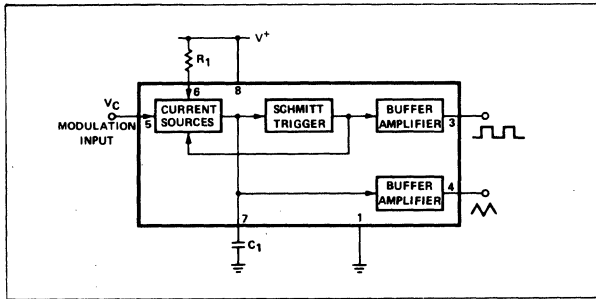 V+
R1
6
8
VC
MODULATION
INPUT
5
CURRENT
SOURCES
SCHMITT
TRIGGER
BUFFER
AMPLIFIER
3
BUFFER
AMPLIFIER
4
7
1
C1